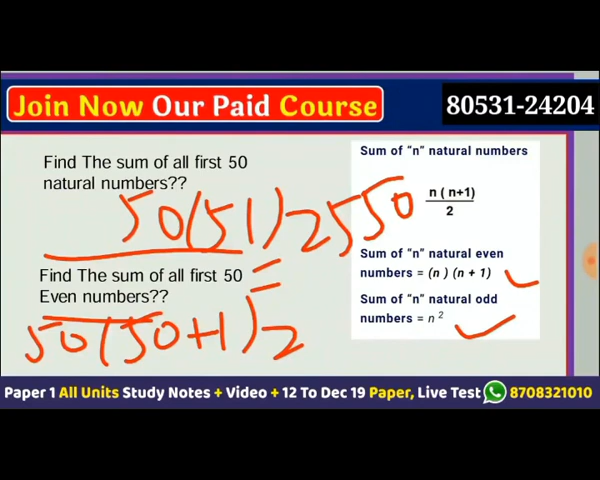 Join Now Our Paid Course
80531-24204
Find The sum of all first 50
natural numbers??
50(51) 2550
Find The sum of all first 50 =
Even numbers??
50(50+1) 2
Sum of "n" natural numbers
n ( n+1)
2
Sum of "n" natural even
numbers = (n ) (n + 1)
Sum of "n" natural odd
numbers = n 2
Paper 1 All Units Study Notes + Video + 12 To Dec 19 Paper, Live Test 8708321010